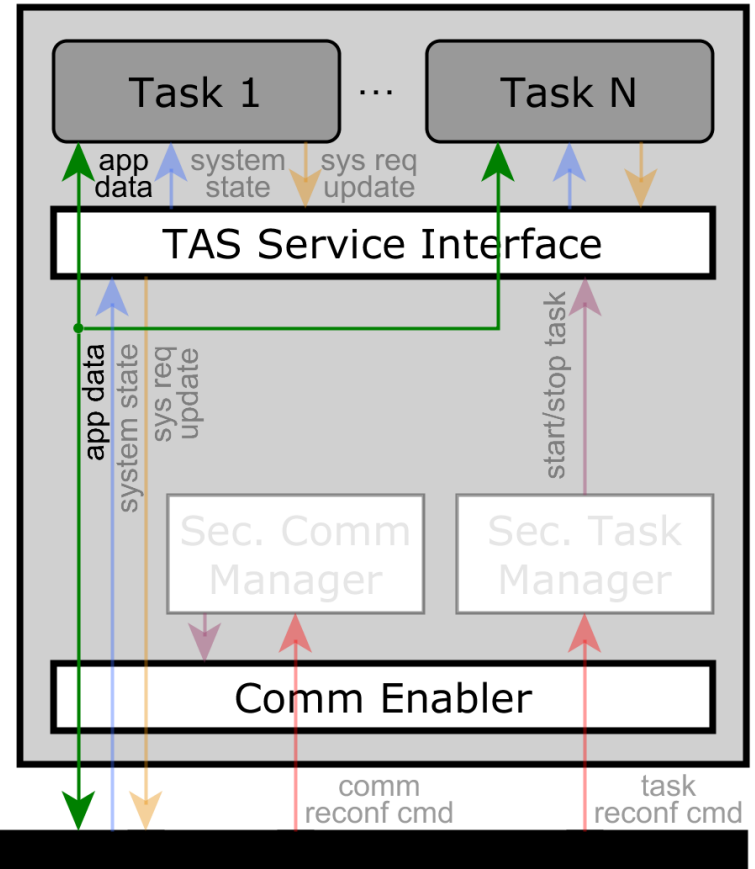 Task 1
...
Task N
app
data
system
state
sys req
update
TAS Service Interface
app data
system state
sys req
update
start/stop task
Sec. Comm
Manager
Sec. Task
Manager
Comm Enabler
comm
reconf cmd
task
reconf cmd